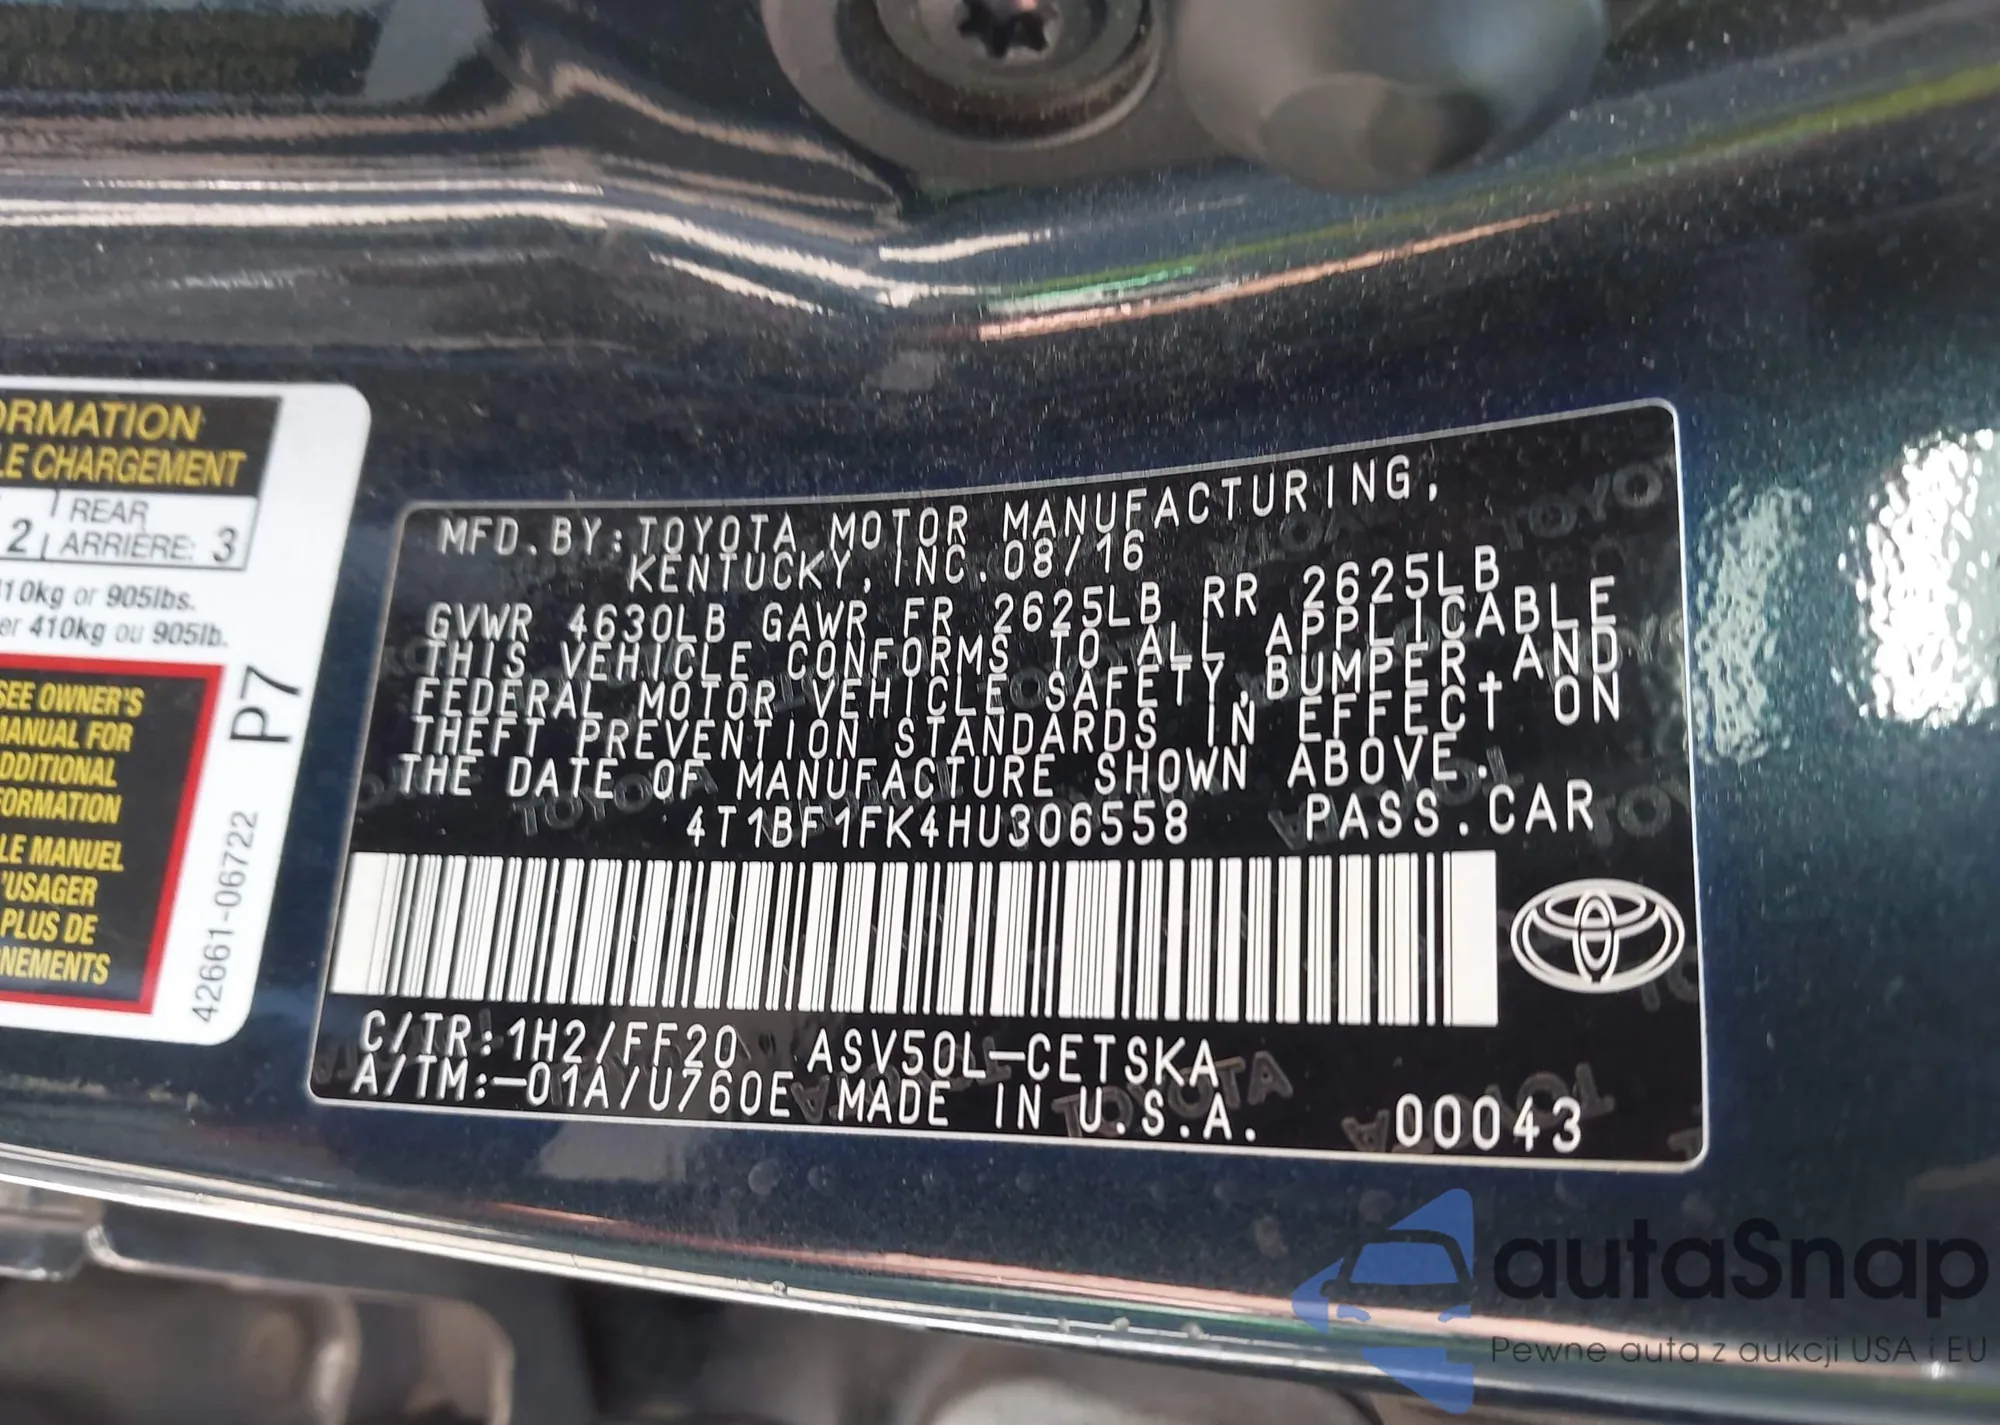 ORMATION
LE CHARGEMENT
2 REAR
ARRIÈRE: 3
410kg or 905lbs.
er 410kg ou 905lb.
SEE OWNER'S
MANUAL FOR
ADDITIONAL
FORMATION
LE MANUEL
'USAGER
PLUS DE
NEMENTS
P7
42661-06722
MFD.BY:TOYOTA MOTOR MANUFACTURING,
KENTUCKY,INC.08/16
GVWR 4630LB GAWR FR 2625LB RR 2625LB
THIS VEHICLE CONFORMS TO ALL APPLICABLE
FEDERAL MOTOR VEHICLE SAFETY,BUMPER,AND
THEFT PREVENTION STANDARDS IN EFFECT ON
THE DATE OF MANUFACTURE SHOWN ABOVE.
4T1BF1FK4HU306558 PASS.CAR
C/TR:1H2/FF20 ASV50L-CETSKA
A/TM:-01A/U760E MADE IN U.S.A. 00043
autaSnap
Pewne auta z aukcji USA i EU